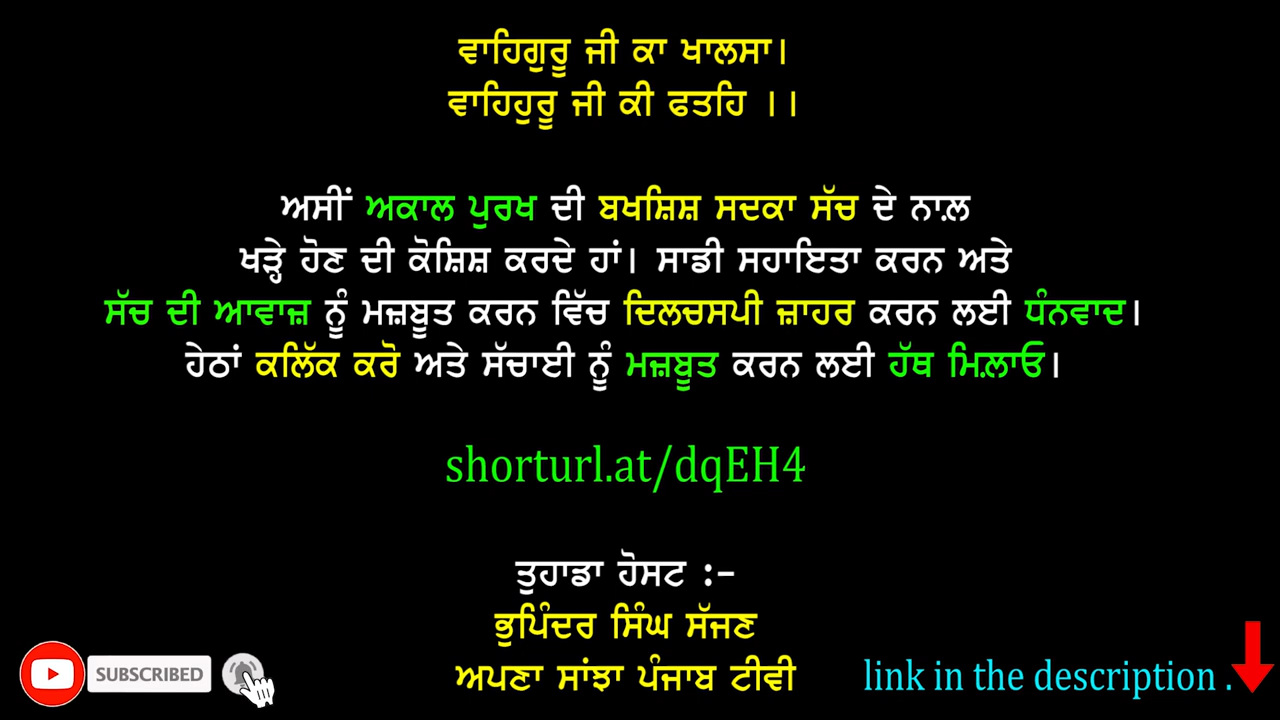 ਵਾਹਿਗੁਰੂ ਜੀ ਕਾ ਖਾਲਸਾ।
ਵਾਹਿਹੁਰੂ ਜੀ ਕੀ ਫਤਹਿ ।।
ਅਸੀਂ ਅਕਾਲ ਪੁਰਖ ਦੀ ਬਖਸ਼ਿਸ਼ ਸਦਕਾ ਸੱਚ ਦੇ ਨਾਲ਼
ਖੜ੍ਹੇ ਹੋਣ ਦੀ ਕੋਸ਼ਿਸ਼ ਕਰਦੇ ਹਾਂ। ਸਾਡੀ ਸਹਾਇਤਾ ਕਰਨ ਅਤੇ
ਸੱਚ ਦੀ ਆਵਾਜ਼ ਨੂੰ ਮਜ਼ਬੂਤ ਕਰਨ ਵਿੱਚ ਦਿਲਚਸਪੀ ਜ਼ਾਹਰ ਕਰਨ ਲਈ ਧੰਨਵਾਦ।
ਹੇਠਾਂ ਕਲਿੱਕ ਕਰੋ ਅਤੇ ਸੱਚਾਈ ਨੂੰ ਮਜ਼ਬੂਤ ਕਰਨ ਲਈ ਹੱਥ ਮਿਲ਼ਾਓ।
shorturl.at/dqEH4
ਤੁਹਾਡਾ ਹੋਸਟ :-
ਭੁਪਿੰਦਰ ਸਿੰਘ ਸੱਜਣ
ਅਪਣਾ ਸਾਂਝਾ ਪੰਜਾਬ ਟੀਵੀ
SUBSCRIBED
link in the description .